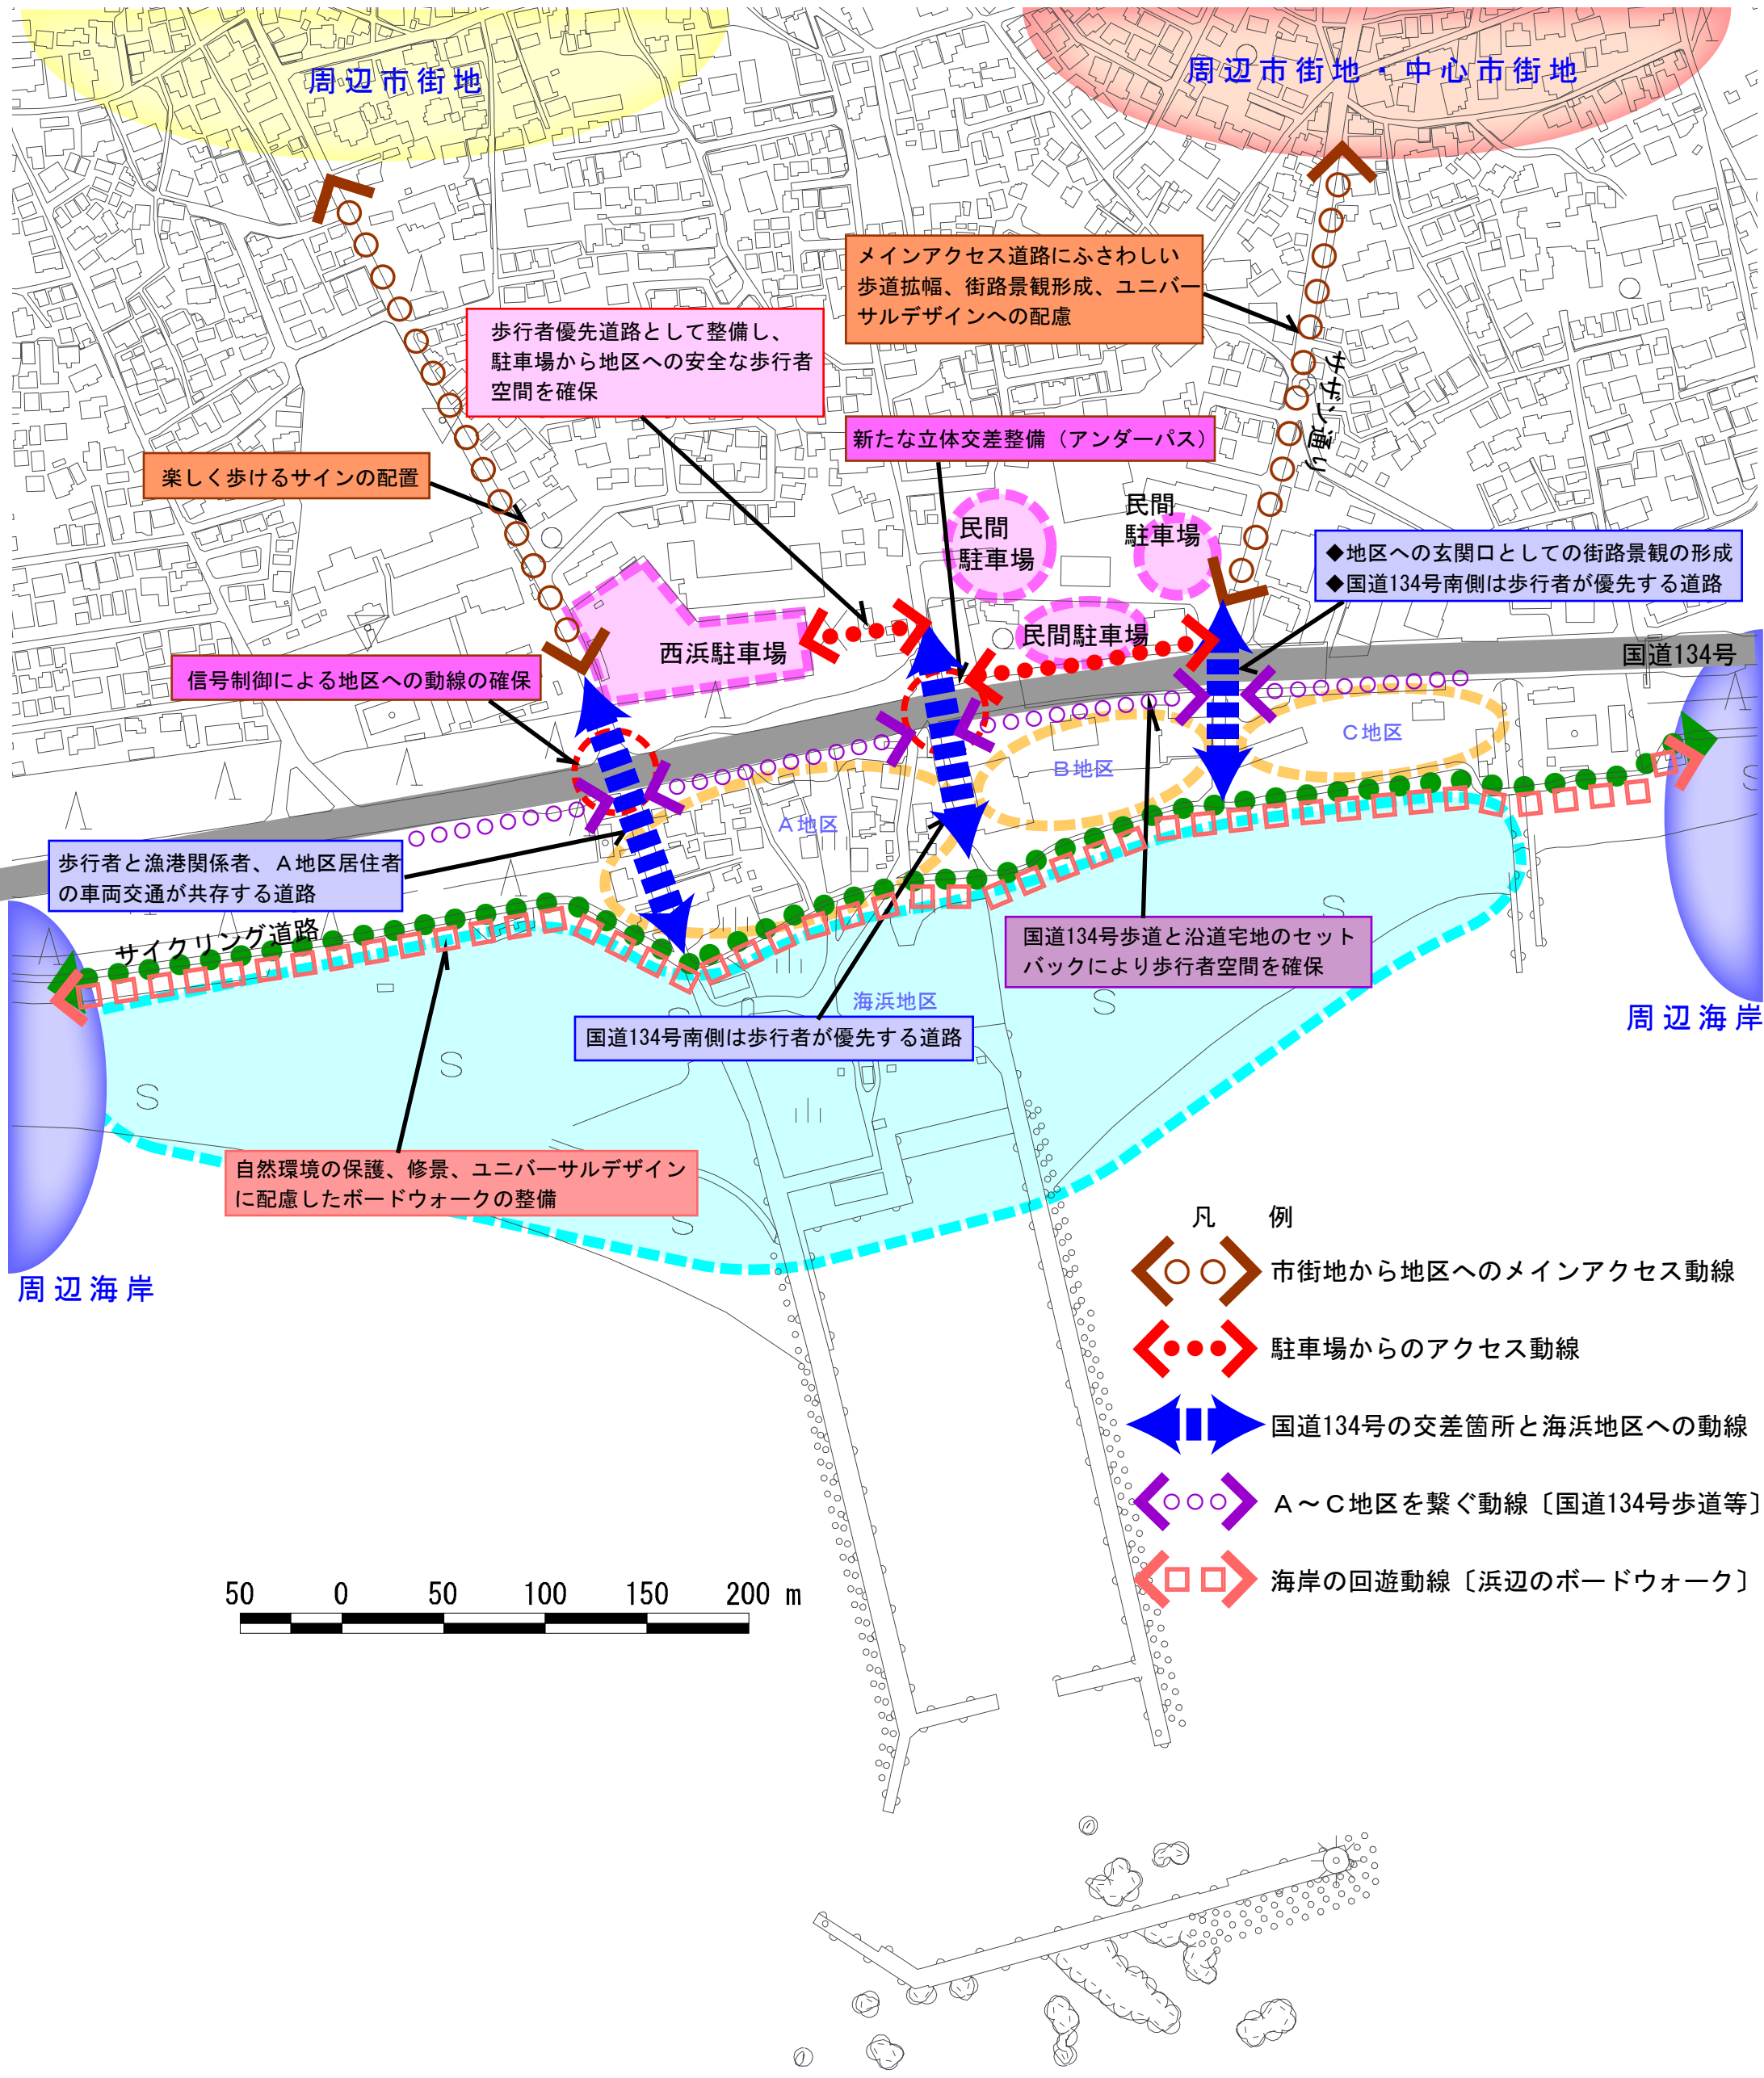 周辺市街地
周辺市街地・中心市街地
メインアクセス道路にふさわしい
歩道拡幅、街路景観形成、ユニバー
サルデザインへの配慮
歩行者優先道路として整備し、
駐車場から地区への安全な歩行者
空間を確保
サザン通り
新たな立体交差整備（アンダーパス）
楽しく歩けるサインの配置
民間
駐車場
民間
駐車場
◆地区への玄関口としての街路景観の形成
◆国道134号南側は歩行者が優先する道路
民間駐車場
西浜駐車場
国道134号
信号制御による地区への動線の確保
C地区
B地区
A地区
歩行者と漁港関係者、A地区居住者
の車両交通が共存する道路
サイクリング道路
国道134号歩道と沿道宅地のセット
バックにより歩行者空間を確保
海浜地区
国道134号南側は歩行者が優先する道路
周辺海岸
自然環境の保護、修景、ユニバーサルデザイン
に配慮したボードウォークの整備
周辺海岸
凡　例
市街地から地区へのメインアクセス動線
駐車場からのアクセス動線
国道134号の交差箇所と海浜地区への動線
A～C地区を繋ぐ動線〔国道134号歩道等〕
海岸の回遊動線〔浜辺のボードウォーク〕
50 0 50 100 150 200 m